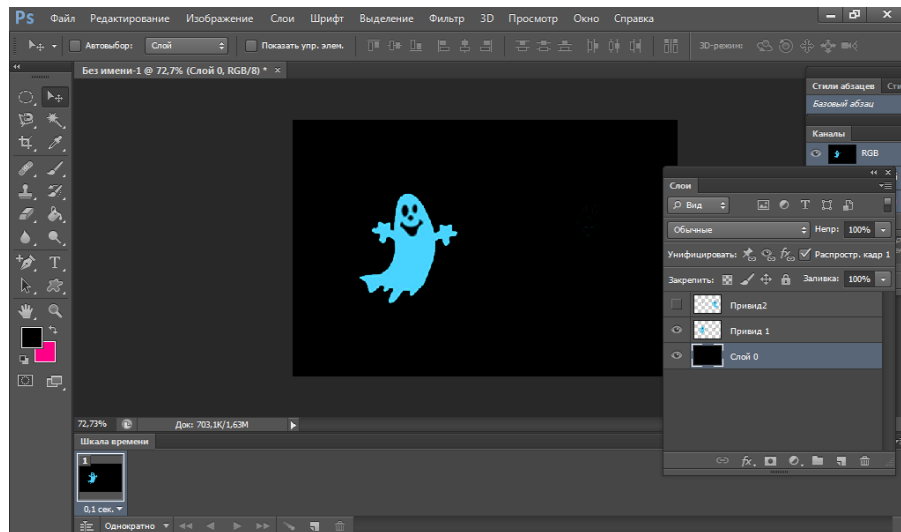 Ps Файл Редактирование Изображение Слои Шрифт Выделение Фильтр 3D Просмотр Окно Справка
Автовыбор: Слой Показать упр. элем. 3D-режим:
Без имени-1 @ 72,7% (Слой 0, RGB/8) * ×
Стили абзацев
Базовый абзац
Каналы
RGB
Слои
Вид
Обычные Непр: 100%
Унифицировать: Распростр. кадр 1
Закрепить: Заливка: 100%
Привид2
Привид 1
Слой 0
72,73% Док: 703,1K/1,63M
Шкала времени
1
0,1 сек.
Однократно